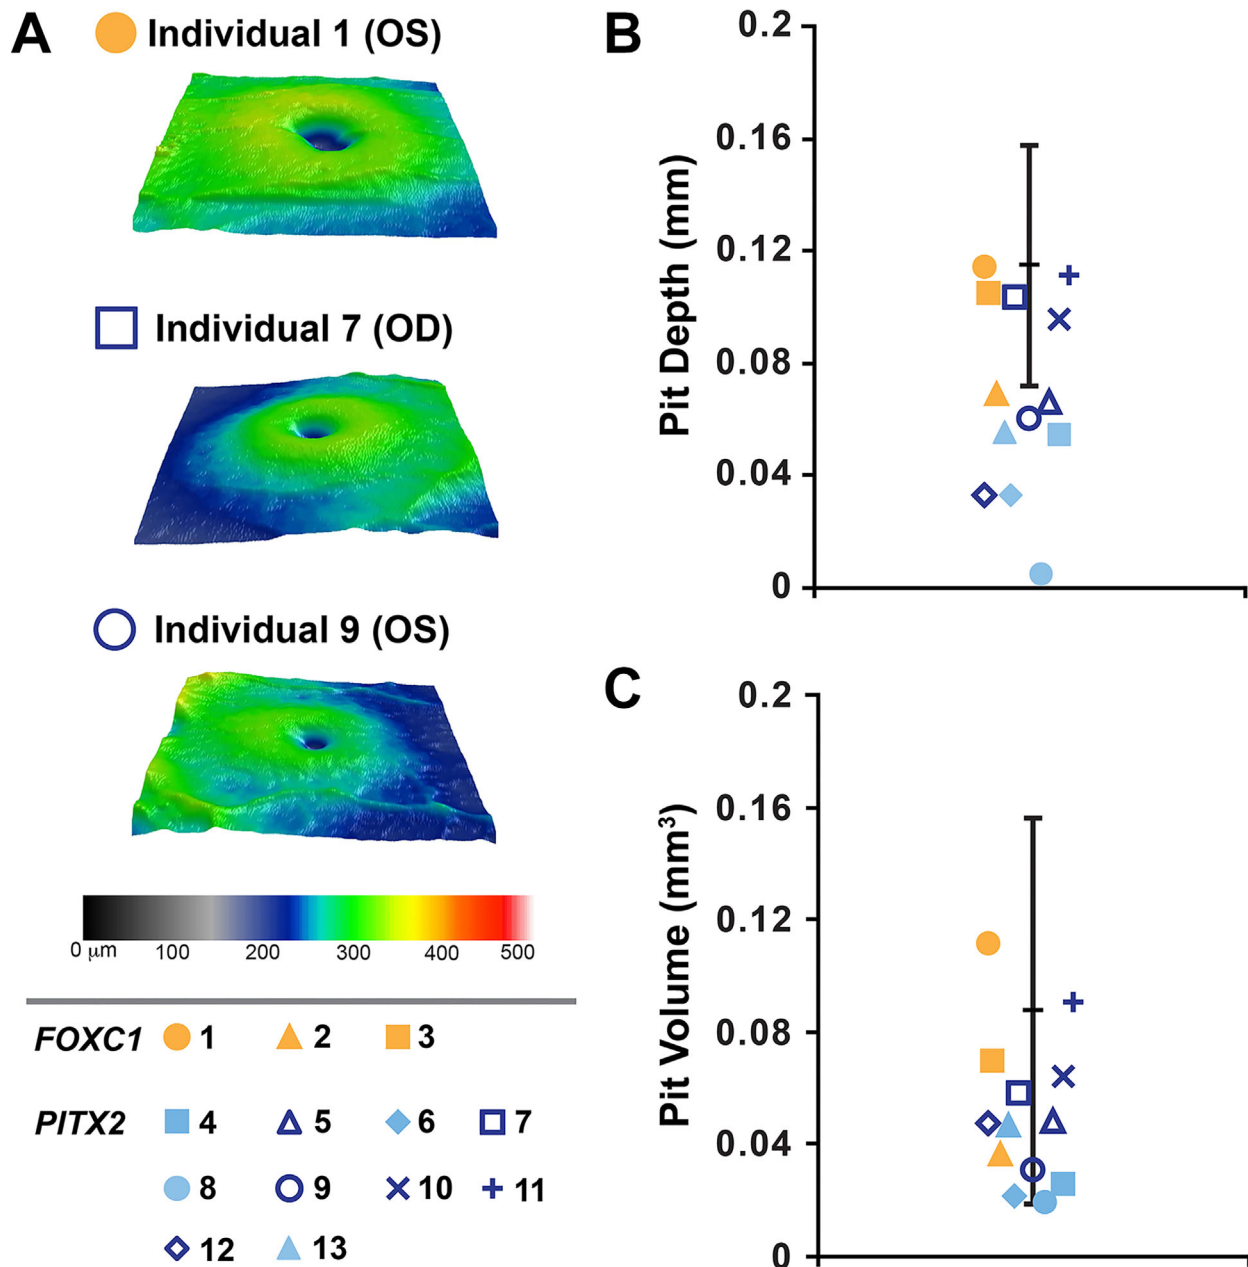 A
Individual 1 (OS)
Individual 7 (OD)
Individual 9 (OS)
0 μm 100 200 300 400 500
FOXC1 1 2 3
PITX2 4 5 6 7
8 9 10 11
12 13
B
Pit Depth (mm)
0.2
0.16
0.12
0.08
0.04
0
C
Pit Volume (mm³)
0.2
0.16
0.12
0.08
0.04
0